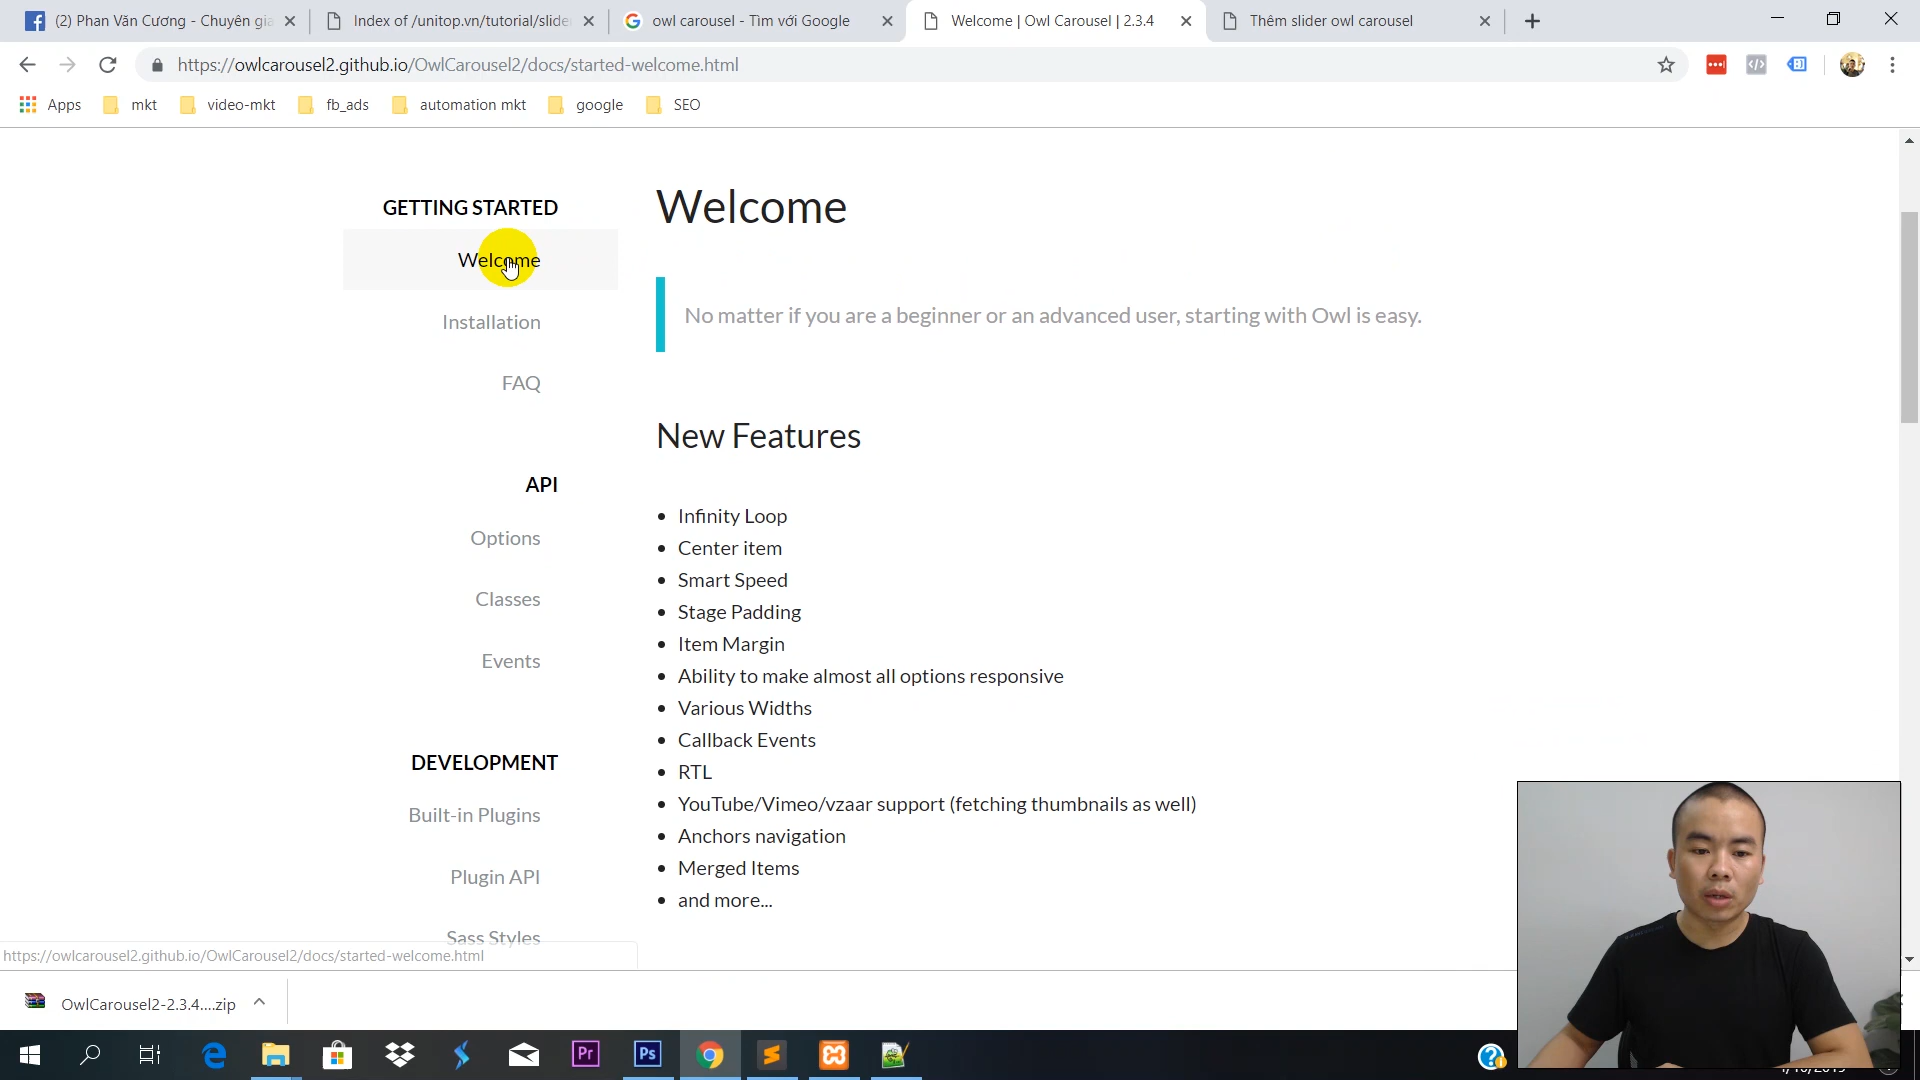 (2) Phan Văn Cương - Chuyên gia
Index of /unitop.vn/tutorial/slide
owl carousel - Tìm với Google
Welcome | Owl Carousel | 2.3.4
Thêm slider owl carousel
https://owlcarousel2.github.io/OwlCarousel2/docs/started-welcome.html
Apps
mkt
video-mkt
fb_ads
automation mkt
google
SEO
GETTING STARTED
Welcome
Installation
FAQ
API
Options
Classes
Events
DEVELOPMENT
Built-in Plugins
Plugin API
Sass Styles
Welcome
No matter if you are a beginner or an advanced user, starting with Owl is easy.
New Features
Infinity Loop
Center item
Smart Speed
Stage Padding
Item Margin
Ability to make almost all options responsive
Various Widths
Callback Events
RTL
YouTube/Vimeo/vzaar support (fetching thumbnails as well)
Anchors navigation
Merged Items
and more...
https://owlcarousel2.github.io/OwlCarousel2/docs/started-welcome.html
OwlCarousel2-2.3.4....zip
Pr
Ps